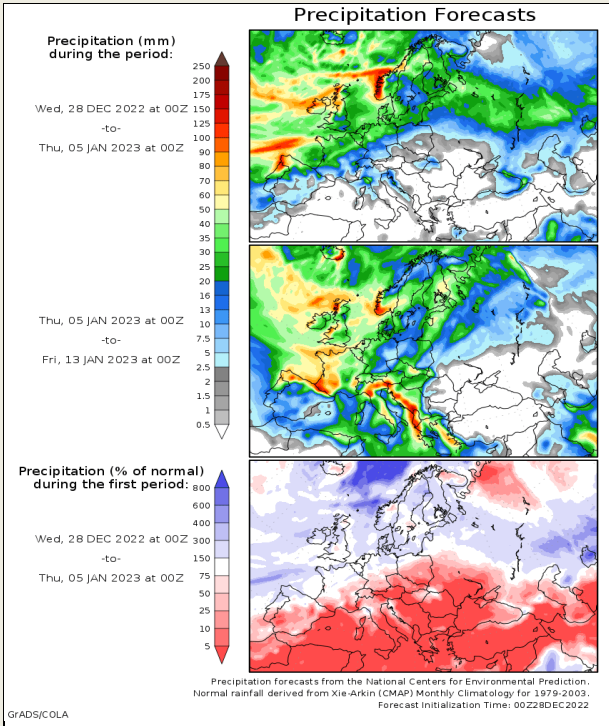 Precipitation Forecasts
Precipitation (mm)
during the period:
Wed, 28 DEC 2022 at 00Z
-to-
Thu, 05 JAN 2023 at 00Z
250
200
175
150
125
100
90
80
70
60
50
40
35
30
25
20
16
13
10
7.5
5
2.5
2
1.5
1
0.5
Thu, 05 JAN 2023 at 00Z
-to-
Fri, 13 JAN 2023 at 00Z
Precipitation (% of normal)
during the first period:
Wed, 28 DEC 2022 at 00Z
-to-
Thu, 05 JAN 2023 at 00Z
800
600
400
300
150
75
50
25
10
5
Precipitation forecasts from the National Centers for Environmental Prediction.
Normal rainfall derived from Xie-Arkin (CMAP) Monthly Climatology for 1979-2003.
Forecast Initialization Time: 00Z28DEC2022
GrADS/COLA